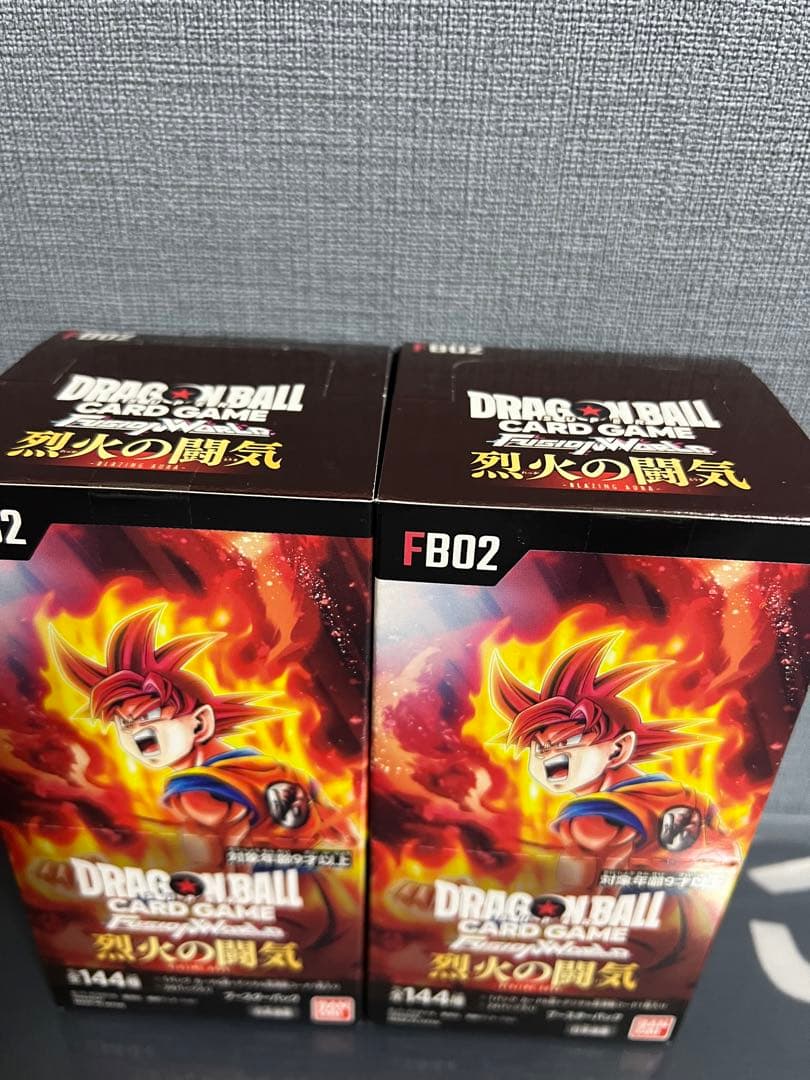 FB02
DRAGON BALL
CARD GAME
Fusion World
烈火の闘気
-BLAZING AURA-
FB02
DRAGON BALL
CARD GAME
Fusion World
烈火の闘気
-BLAZING AURA-
B2
FB02
対象年齢9才以上
DRAGON BALL
CARD GAME
Fusion World
烈火の闘気
全144種
ブースターパック
BANDAI
DRAGON BALL
CARD GAME
Fusion World
烈火の闘気
全144種
ブースターパック
BANDAI